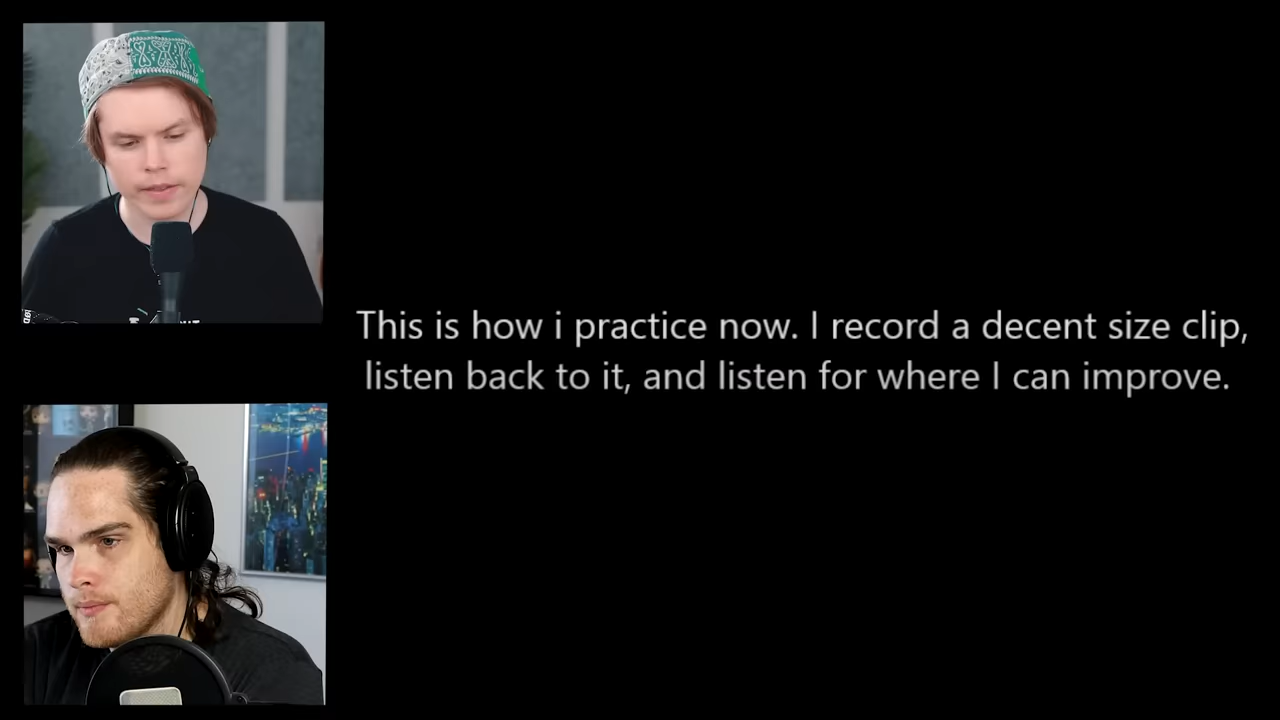 This is how i practice now. I record a decent size clip,
listen back to it, and listen for where I can improve.